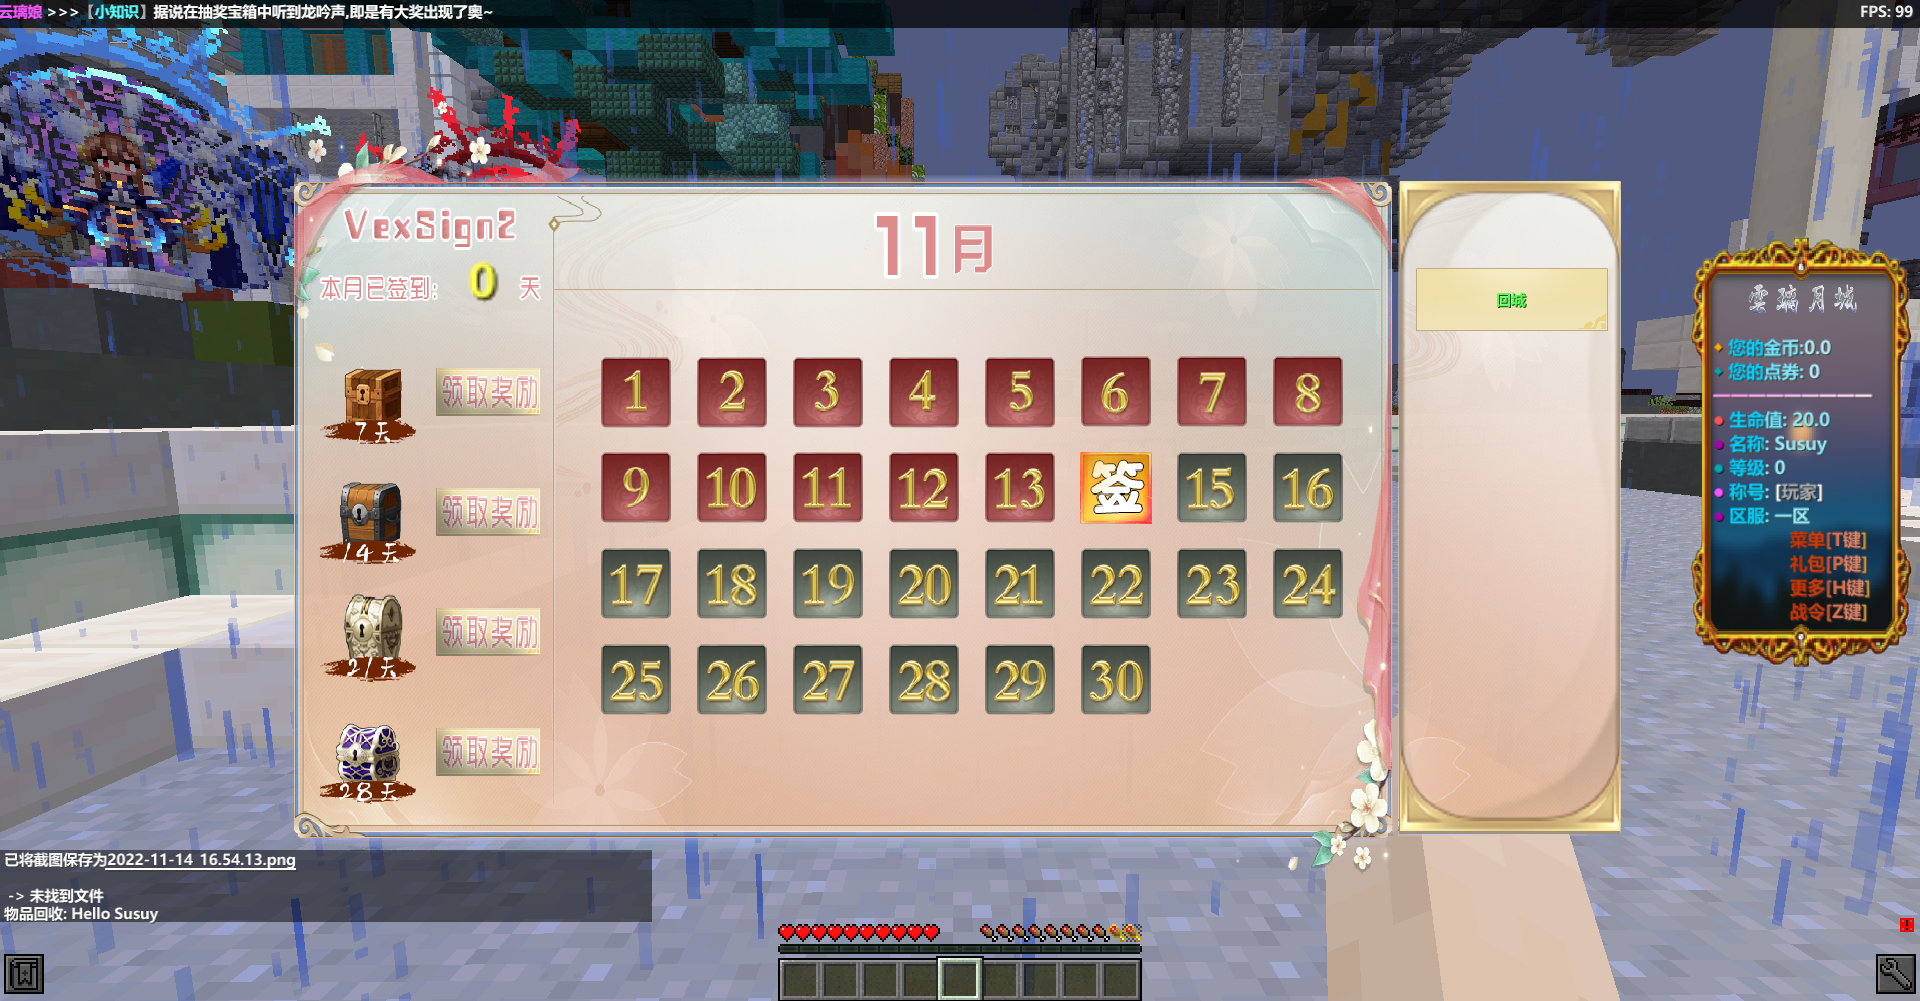 云璃娘 >>>【小知识】据说在抽奖宝箱中听到龙吟声,即是有大奖出现了奥~
FPS: 99
VexSign2
本月已签到: 0 天
11月
7天
领取奖励
14天
领取奖励
21天
领取奖励
28天
领取奖励
1 2 3 4 5 6 7 8
9 10 11 12 13 签 15 16
17 18 19 20 21 22 23 24
25 26 27 28 29 30
回城
雲璃月城
您的金币:0.0
您的点券: 0
生命值: 20.0
名称: Susuy
等级: 0
称号: [玩家]
区服: 一区
菜单[T键]
礼包[P键]
更多[H键]
战令[Z键]
已将截图保存为2022-11-14_16.54.13.png
-> 未找到文件
物品回收: Hello Susuy